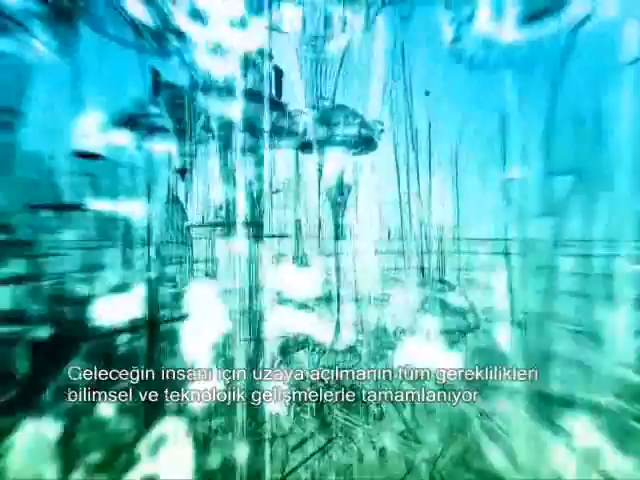 Geleceğin insanı için uzaya açılmanın tüm gereklilikleri
bilimsel ve teknolojik gelişmelerle tamamlanıyor